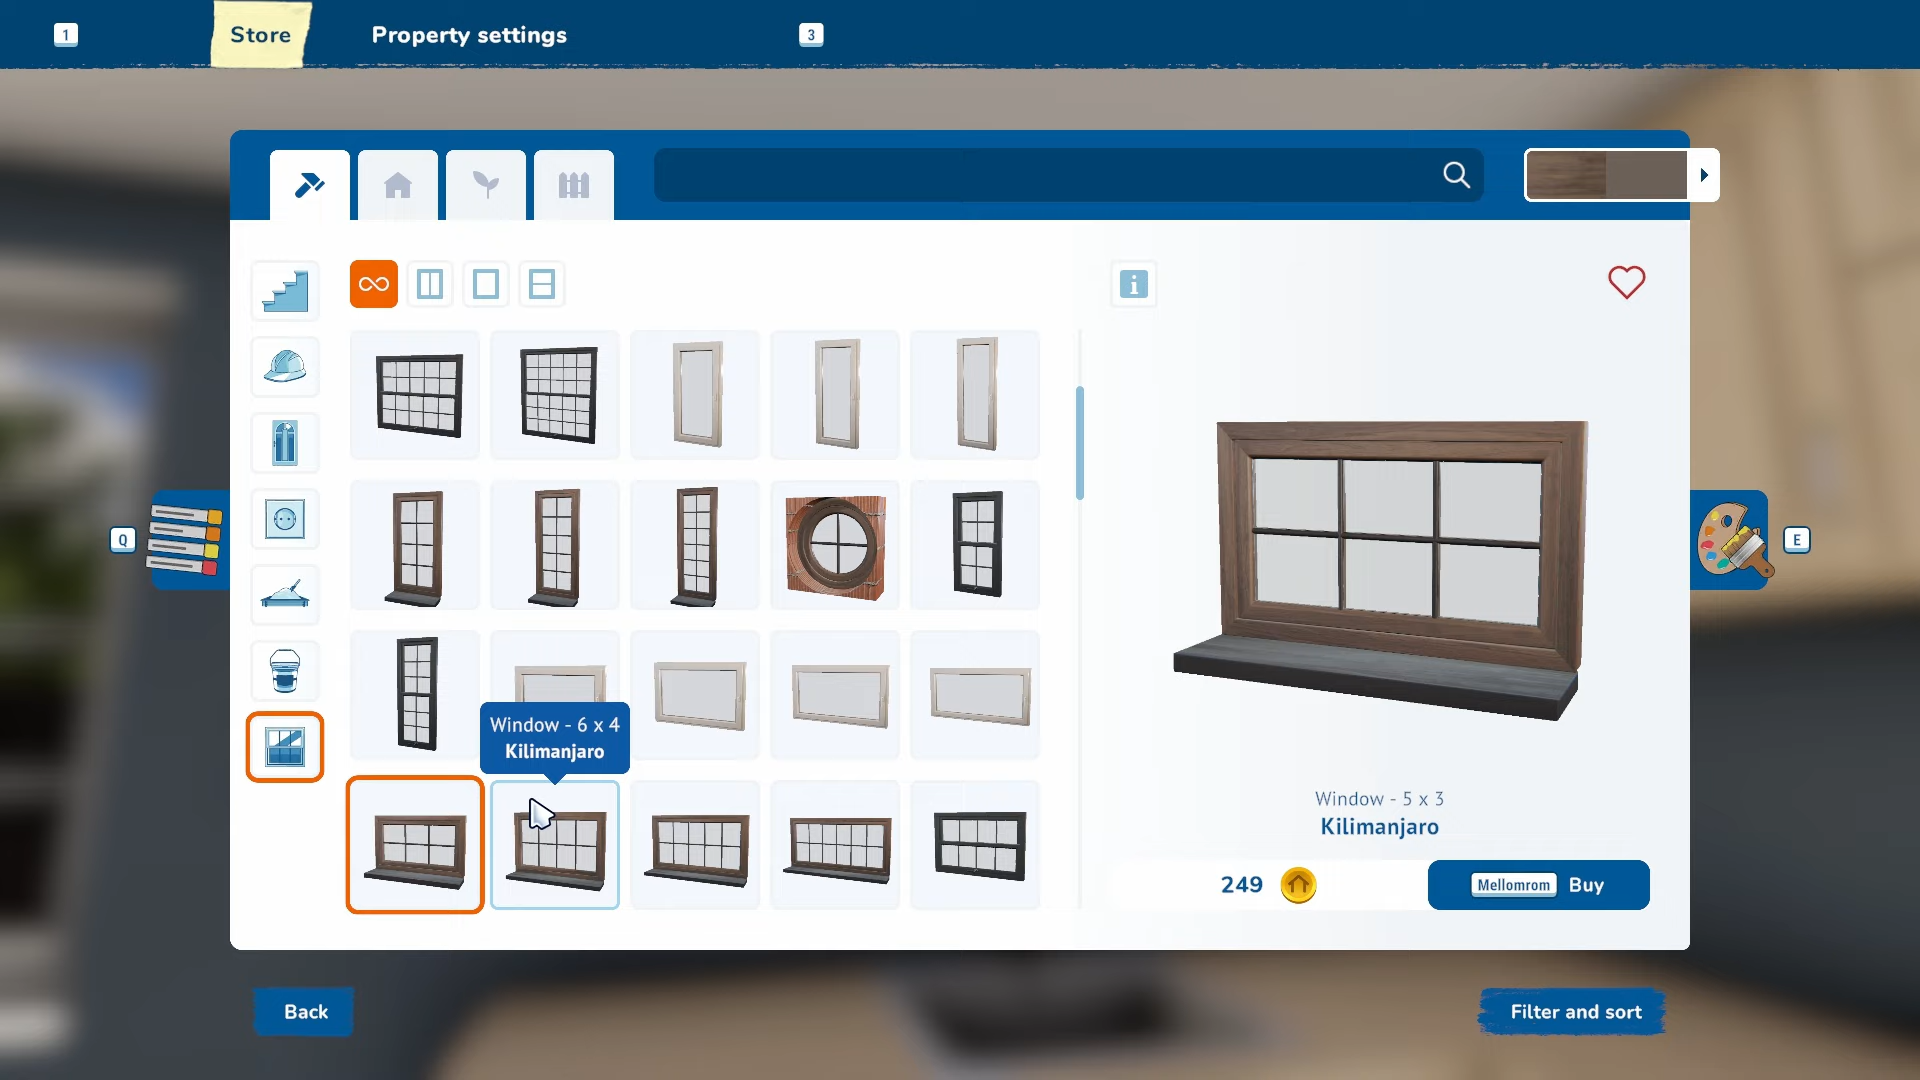 1
Store
Property settings
3
i
Q
E
Window - 6 x 4
Kilimanjaro
Window - 5 x 3
Kilimanjaro
249
Mellomrom
Buy
Back
Filter and sort